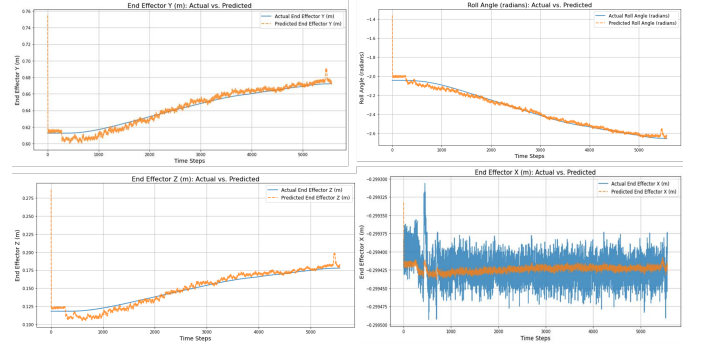 End Effector Y (m): Actual vs. Predicted
Actual End Effector Y (m)
Predicted End Effector Y (m)
End Effector Y (m)
0.76
0.74
0.72
0.70
0.68
0.66
0.64
0.62
0.60
0 1000 2000 3000 4000 5000
Time Steps
Roll Angle (radians): Actual vs. Predicted
Actual Roll Angle (radians)
Predicted Roll Angle (radians)
Roll Angle (radians)
−1.4
−1.6
−1.8
−2.0
−2.2
−2.4
−2.6
0 1000 2000 3000 4000 5000
Time Steps
End Effector Z (m): Actual vs. Predicted
Actual End Effector Z (m)
Predicted End Effector Z (m)
End Effector Z (m)
0.275
0.250
0.225
0.200
0.175
0.150
0.125
0.100
0 1000 2000 3000 4000 5000
Time Steps
End Effector X (m): Actual vs. Predicted
Actual End Effector X (m)
Predicted End Effector X (m)
End Effector X (m)
−0.299300
−0.299325
−0.299350
−0.299375
−0.299400
−0.299425
−0.299450
−0.299475
−0.299500
0 1000 2000 3000 4000 5000
Time Steps